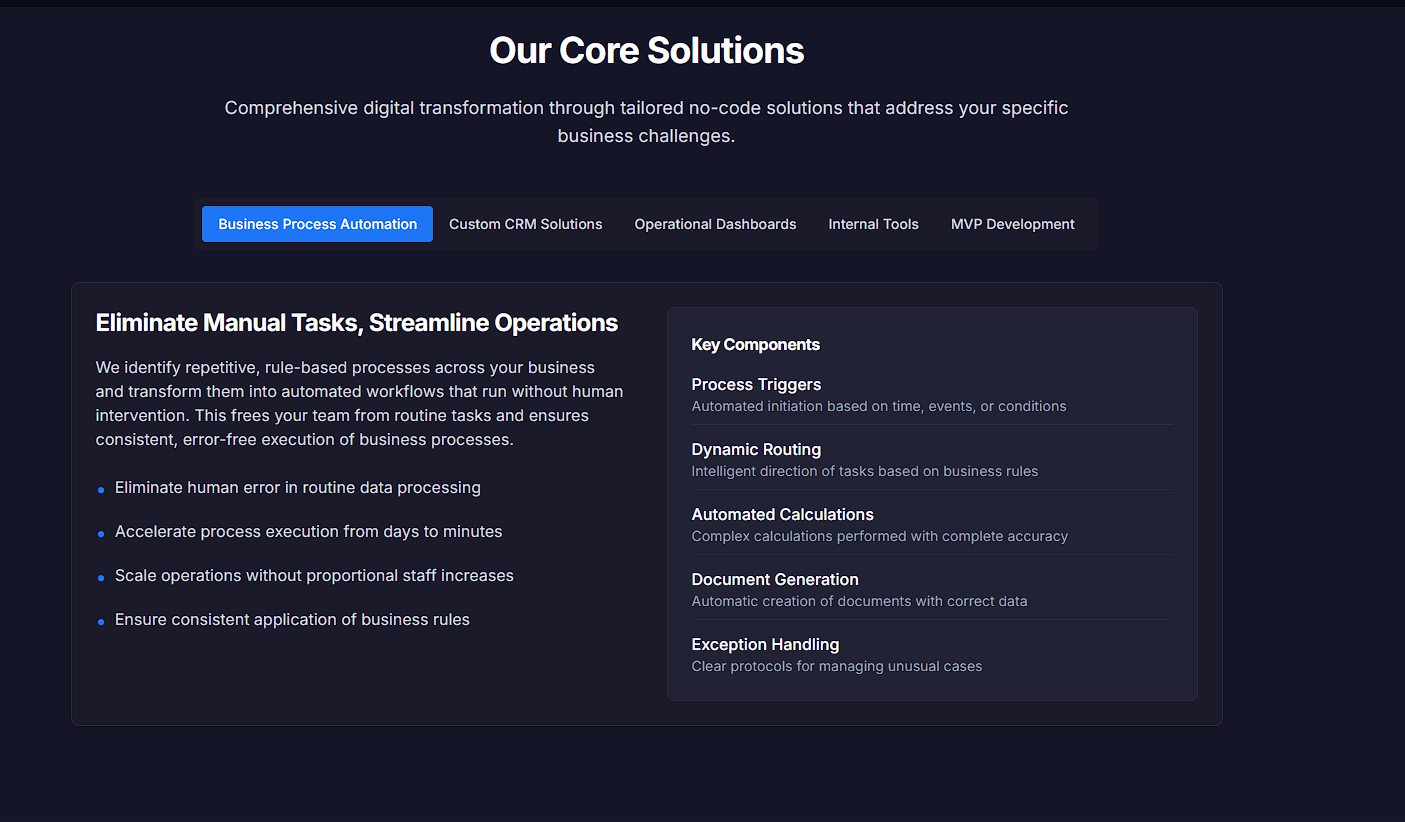 Our Core Solutions
Comprehensive digital transformation through tailored no-code solutions that address your specific
business challenges.
Business Process Automation
Custom CRM Solutions
Operational Dashboards
Internal Tools
MVP Development
Eliminate Manual Tasks, Streamline Operations
We identify repetitive, rule-based processes across your business
and transform them into automated workflows that run without human
intervention. This frees your team from routine tasks and ensures
consistent, error-free execution of business processes.
Eliminate human error in routine data processing
Accelerate process execution from days to minutes
Scale operations without proportional staff increases
Ensure consistent application of business rules
Key Components
Process Triggers
Automated initiation based on time, events, or conditions
Dynamic Routing
Intelligent direction of tasks based on business rules
Automated Calculations
Complex calculations performed with complete accuracy
Document Generation
Automatic creation of documents with correct data
Exception Handling
Clear protocols for managing unusual cases